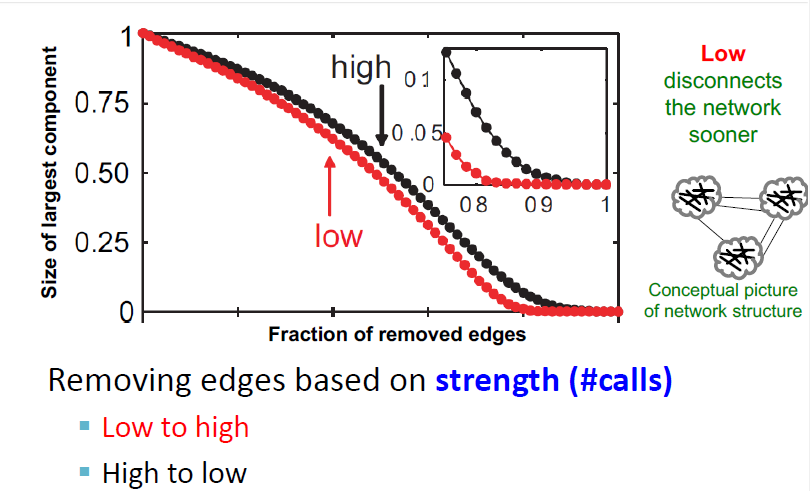 Size of largest component
1
0.75
0.50
0.25
0
high
low
0 1
0.05
0
0 8
0 9
1
Fraction of removed edges
Low
disconnects
the network
sooner
Conceptual picture
of network structure
Removing edges based on strength (#calls)
Low to high
High to low